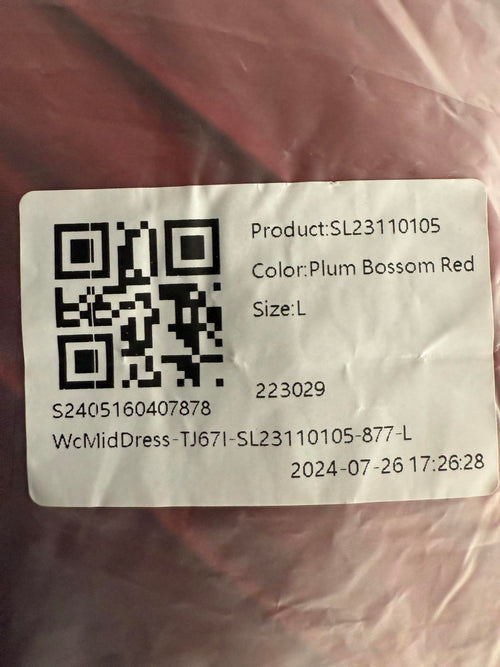 Product:SL23110105
Color:Plum Bossom Red
Size:L
223029
S2405160407878
WcMidDress-TJ67I-SL23110105-877-L
2024-07-26 17:26:28